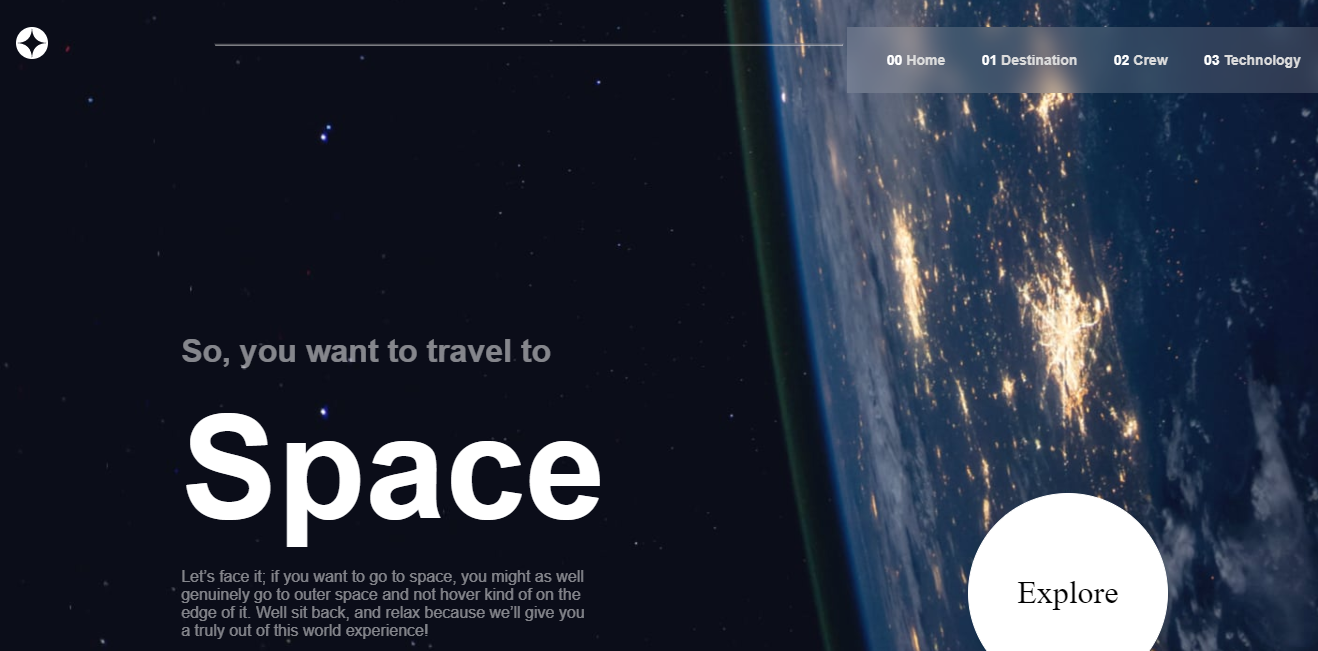 00 Home 01 Destination 02 Crew 03 Technology
So, you want to travel to
Space
Let’s face it; if you want to go to space, you might as well
genuinely go to outer space and not hover kind of on the
edge of it. Well sit back, and relax because we’ll give you
a truly out of this world experience!
Explore